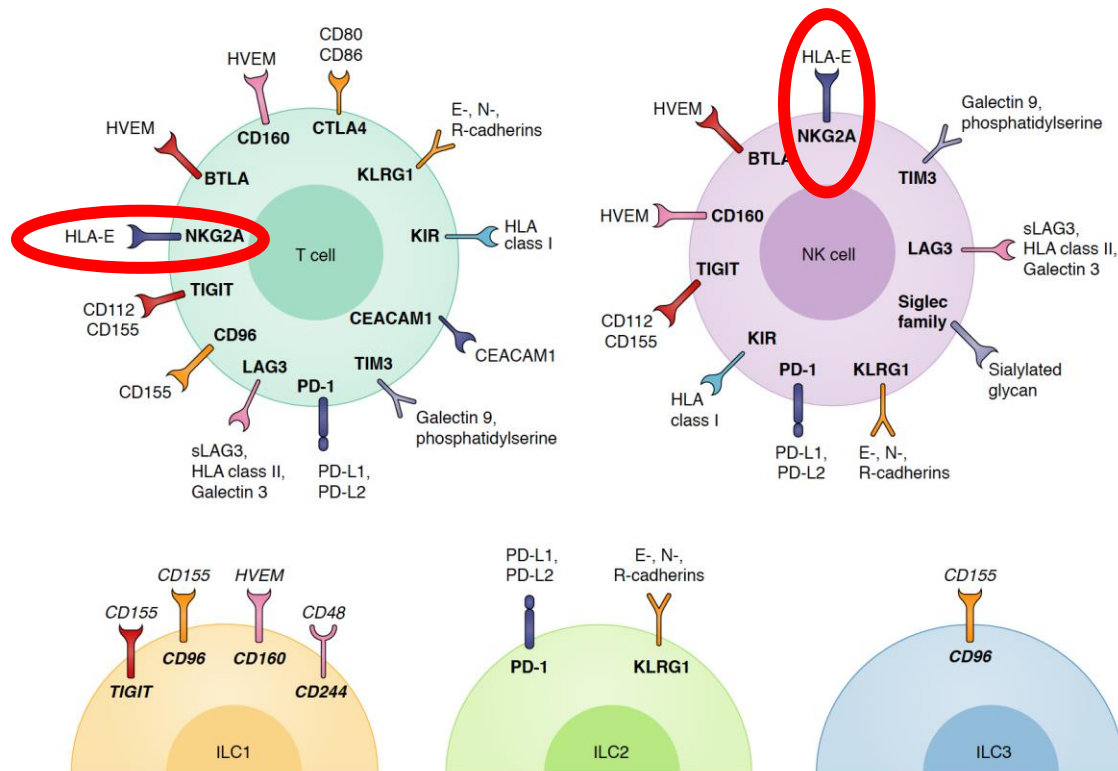 HVEM
CD80
CD86
HVEM
E-, N-,
R-cadherins
CD160
CTLA4
BTLA
KLRG1
HLA-E
NKG2A
T cell
KIR
HLA
class I
TIGIT
CD112
CD155
CEACAM1
CEACAM1
CD96
CD155
LAG3
PD-1
TIM3
Galectin 9,
phosphatidylserine
sLAG3,
HLA class II,
Galectin 3
PD-L1,
PD-L2
HLA-E
HVEM
Galectin 9,
phosphatidylserine
NKG2A
BTLA
TIM3
HVEM
CD160
LAG3
sLAG3,
HLA class II,
Galectin 3
NK cell
TIGIT
CD112
CD155
Siglec
family
Sialylated
glycan
KIR
HLA
class I
PD-1
KLRG1
PD-L1,
PD-L2
E-, N-,
R-cadherins
CD155
CD155
HVEM
CD48
TIGIT
CD96
CD160
CD244
ILC1
PD-L1,
PD-L2
E-, N-,
R-cadherins
PD-1
KLRG1
ILC2
CD155
CD96
ILC3